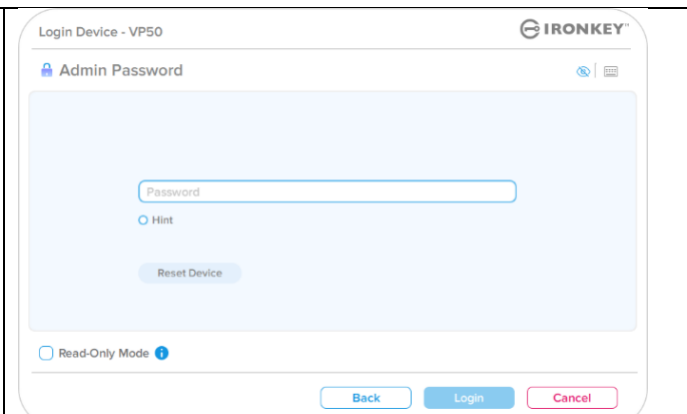 Login Device - VP50
IRONKEY™
Admin Password
Password
Hint
Reset Device
Read-Only Mode
Back
Login
Cancel